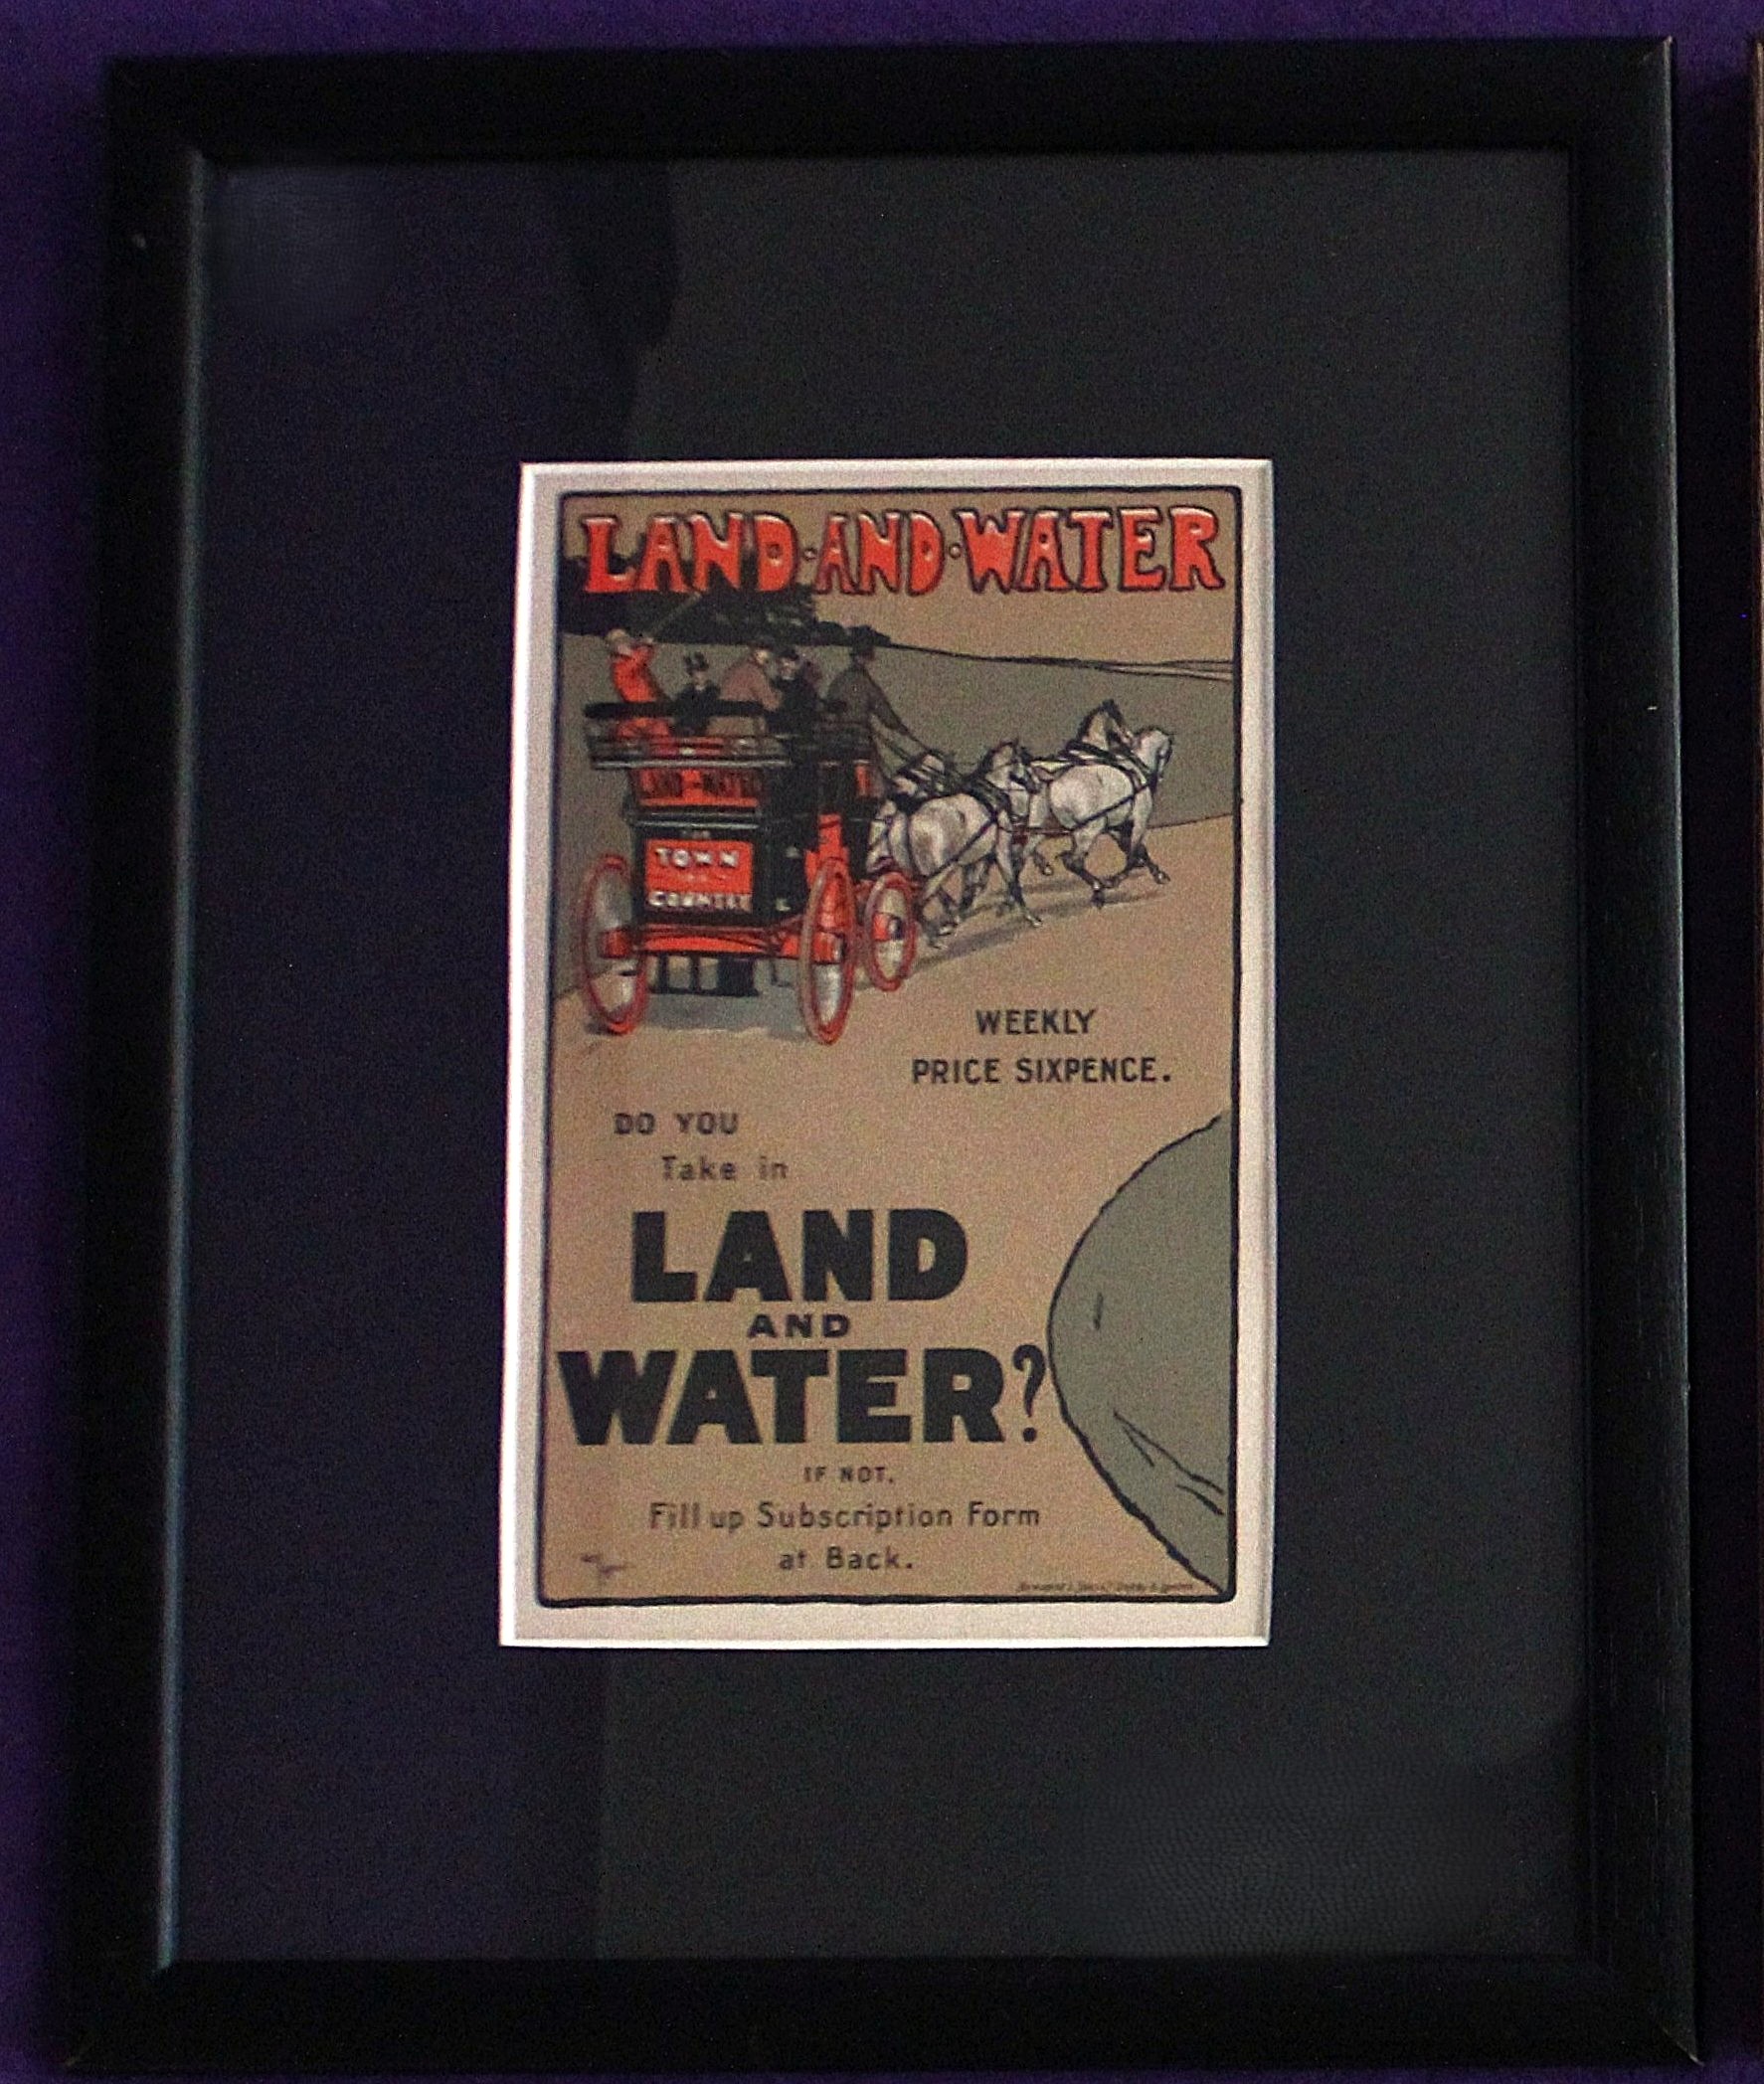 LAND·AND·WATER
LAND - WATER
TOWN
COUNTRY
WEEKLY
PRICE SIXPENCE.
DO YOU
Take in
LAND
AND
WATER?
IF NOT,
Fill up Subscription Form
at Back.